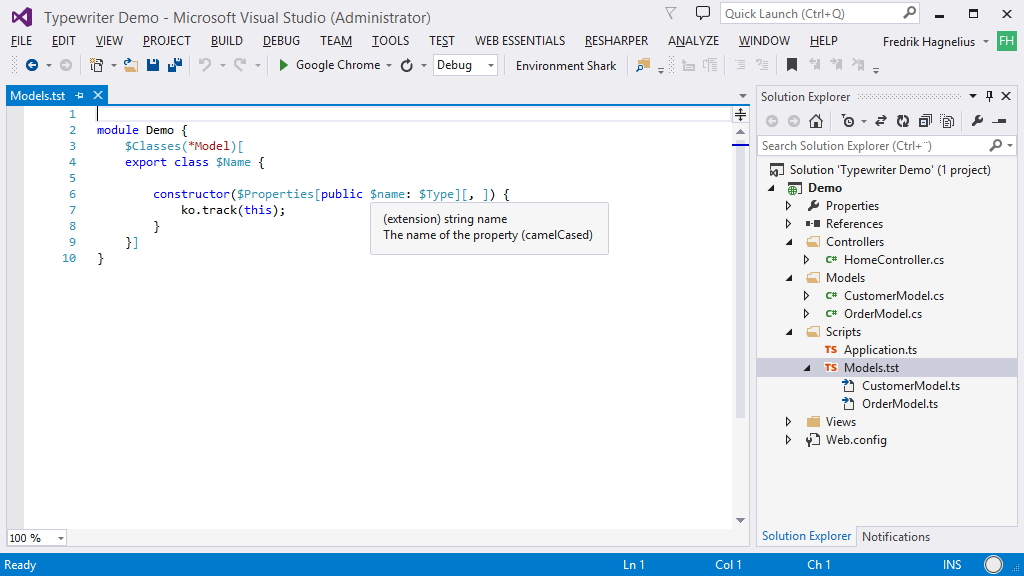 Typewriter Demo - Microsoft Visual Studio (Administrator)
Quick Launch (Ctrl+Q)
FILE EDIT VIEW PROJECT BUILD DEBUG TEAM TOOLS TEST WEB ESSENTIALS RESHARPER ANALYZE WINDOW HELP Fredrik Hagnelius FH
Google Chrome Debug Environment Shark
Models.tst
1
2 module Demo {
3 $Classes(*Model)[
4 export class $Name {
5
6 constructor($Properties[public $name: $Type][, ]) {
7 ko.track(this);
8 }
9 }]
10 }
(extension) string name
The name of the property (camelCased)
100 %
Solution Explorer
Search Solution Explorer (Ctrl+¨)
Solution 'Typewriter Demo' (1 project)
Demo
Properties
References
Controllers
C# HomeController.cs
Models
C# CustomerModel.cs
C# OrderModel.cs
Scripts
TS Application.ts
TS Models.tst
CustomerModel.ts
OrderModel.ts
Views
Web.config
Solution Explorer Notifications
Ready Ln 1 Col 1 Ch 1 INS